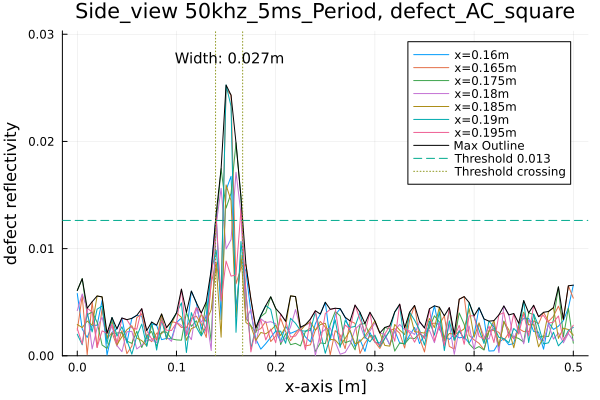 Side_view 50khz_5ms_Period, defect_AC_square
defect reflectivity
0.03
0.02
0.01
0.00
Width: 0.027m
x=0.16m
x=0.165m
x=0.175m
x=0.18m
x=0.185m
x=0.19m
x=0.195m
Max Outline
Threshold 0.013
Threshold crossing
0.0 0.1 0.2 0.3 0.4 0.5
x-axis [m]